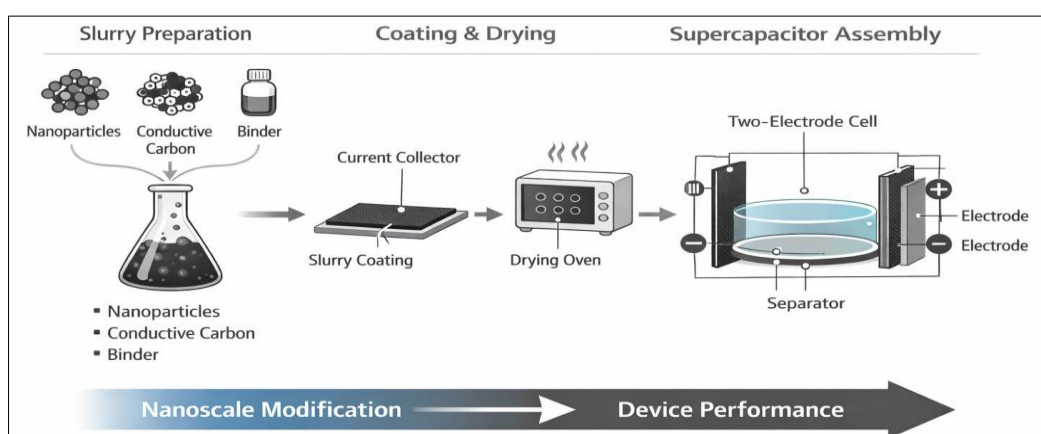 Slurry Preparation
Coating & Drying
Supercapacitor Assembly
Nanoparticles
Conductive
Carbon
Binder
Current Collector
Slurry Coating
Drying Oven
Two-Electrode Cell
Electrode
Electrode
Separator
▪ Nanoparticles
▪ Conductive Carbon
▪ Binder
Nanoscale Modification
Device Performance